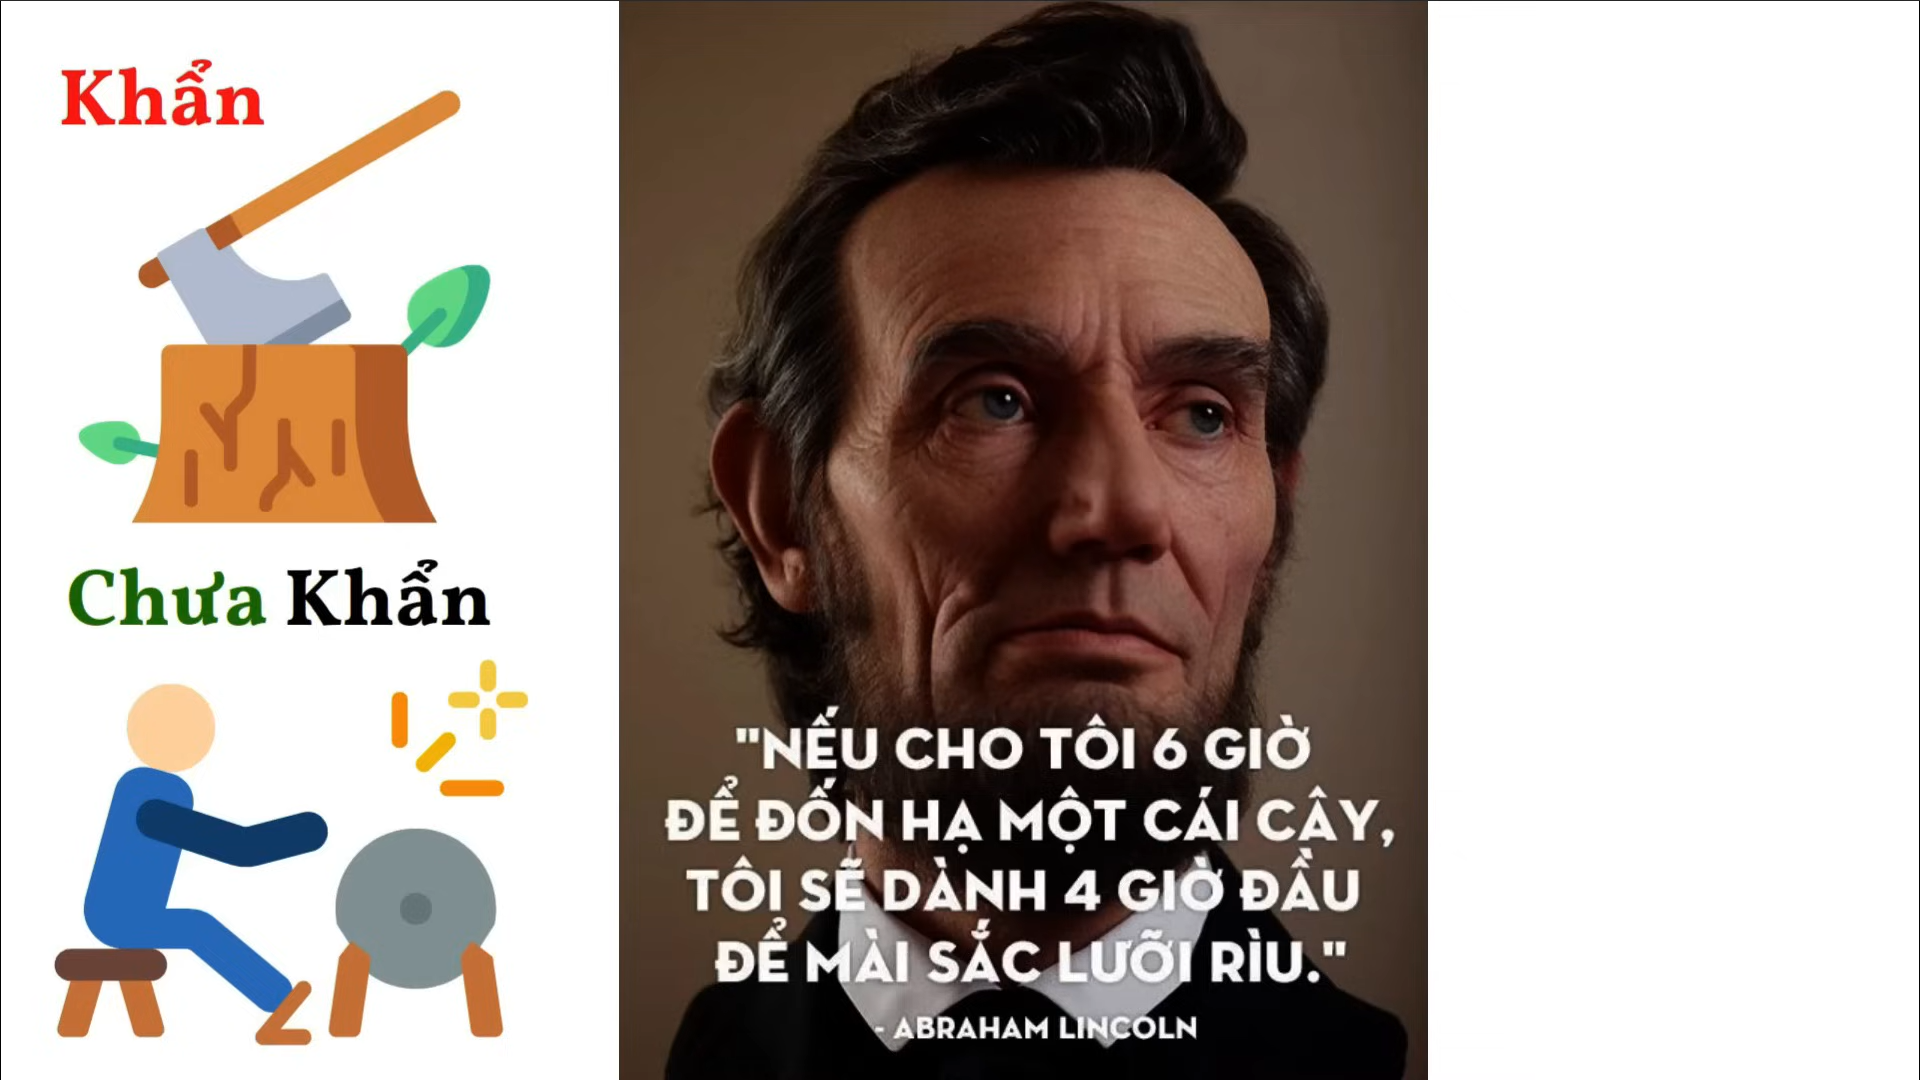 Khẩn
Chưa Khẩn
"NẾU CHO TÔI 6 GIỜ
ĐỂ ĐỐN HẠ MỘT CÁI CÂY,
TÔI SẼ DÀNH 4 GIỜ ĐẦU
ĐỂ MÀI SẮC LƯỠI RÌU."
- ABRAHAM LINCOLN